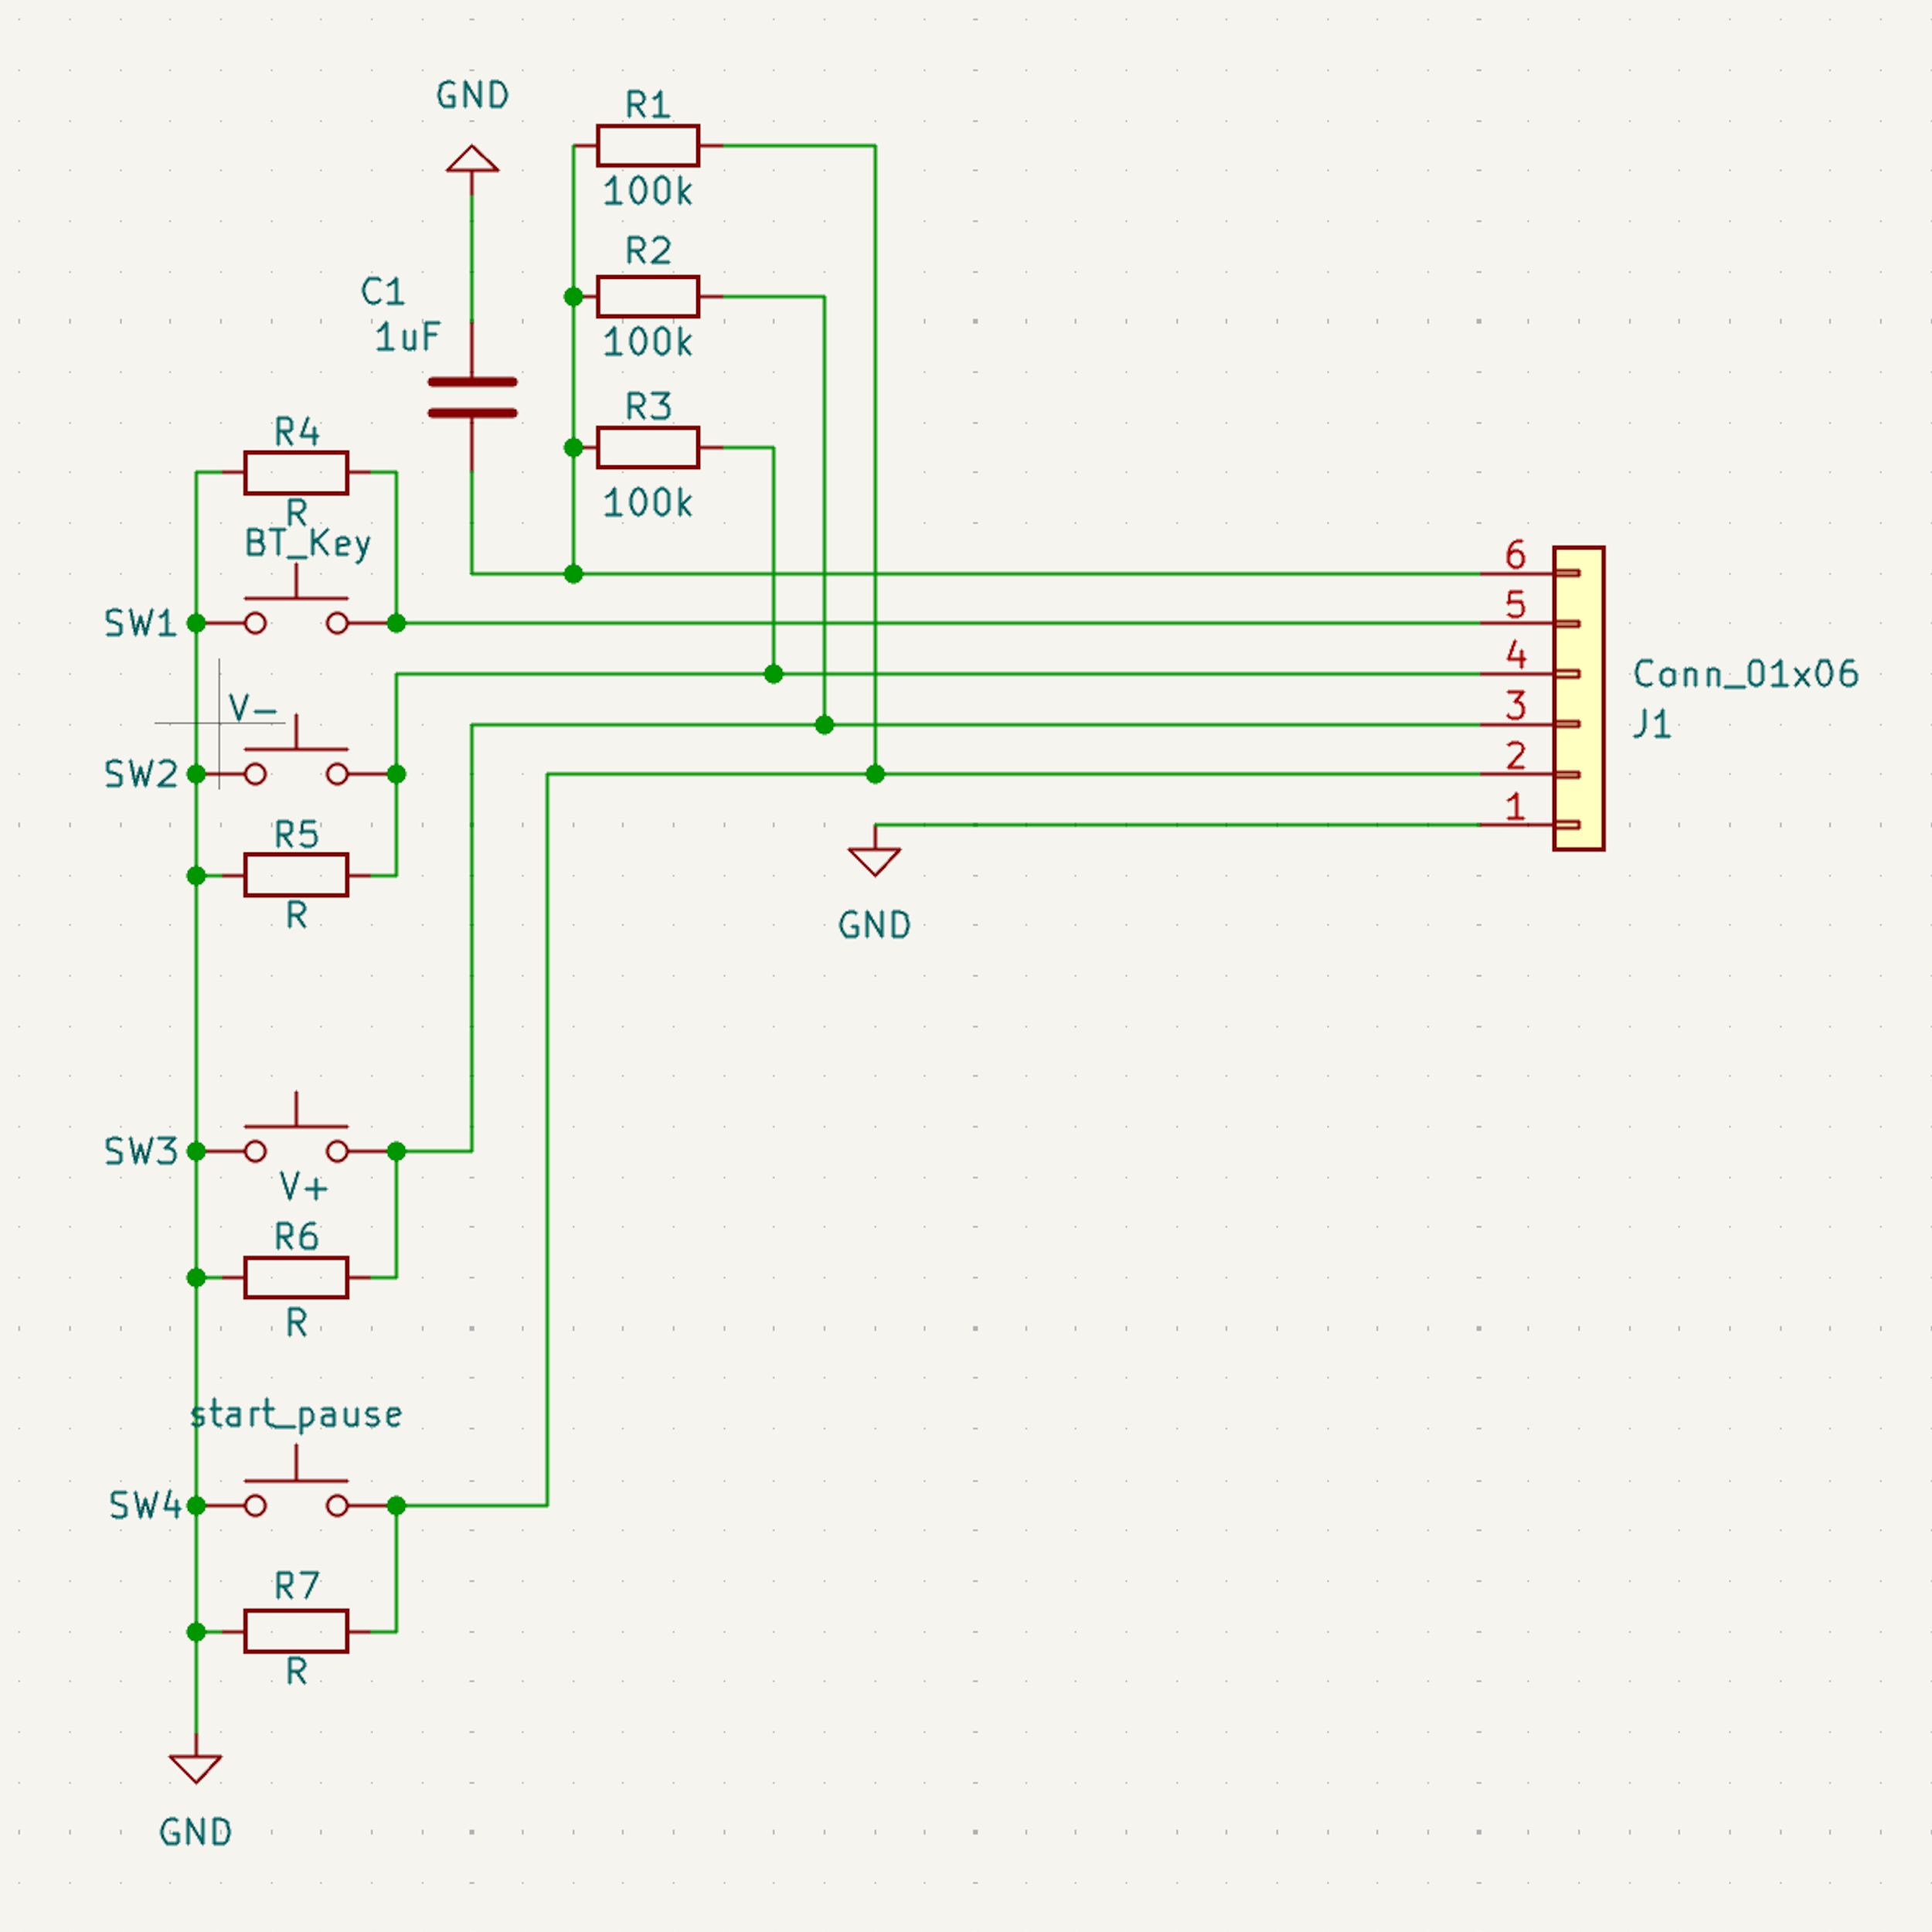 GND
R1
100k
R2
C1
1uF
100k
R3
R4
100k
R
BT_Key
6
SW1
5
4
Conn_01x06
V-
3
J1
SW2
2
1
R5
R
GND
SW3
V+
R6
R
start_pause
SW4
R7
R
GND